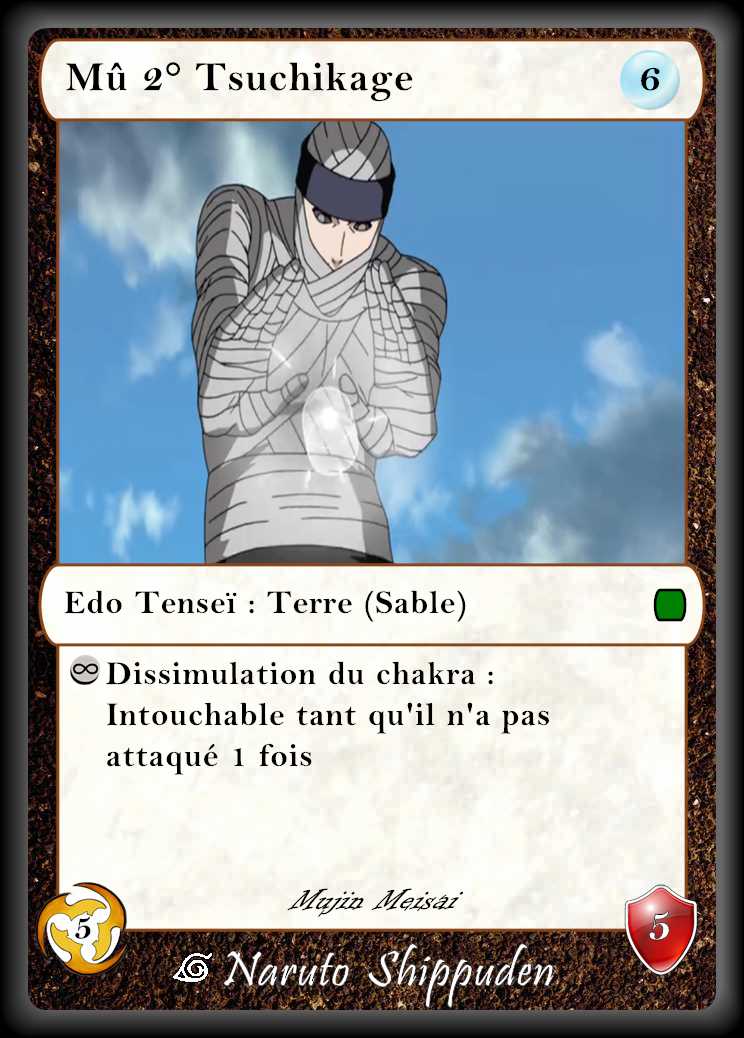 Mû 2° Tsuchikage
6
Edo Tenseï : Terre (Sable)
Dissimulation du chakra :
Intouchable tant qu'il n'a pas
attaqué 1 fois
Mujin Meisai
5
5
Naruto Shippuden